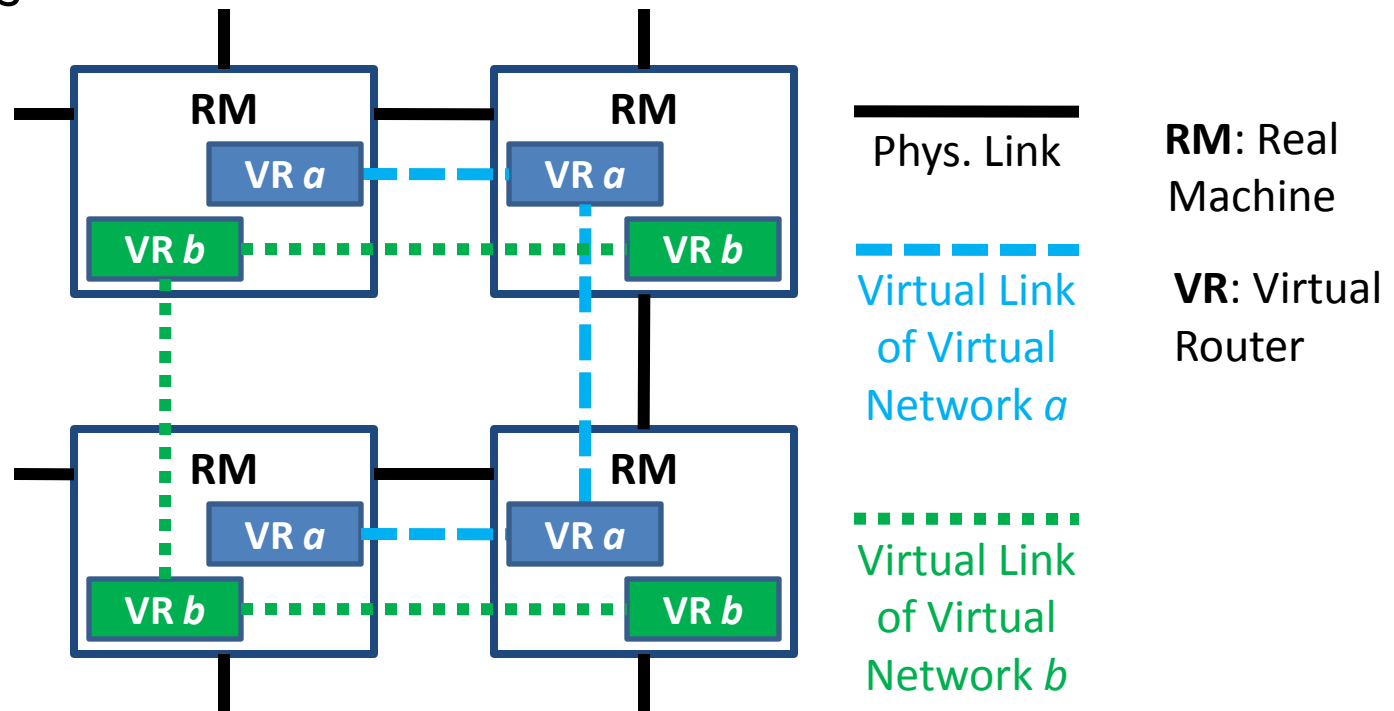 RM
RM
VR a
VR a
VR b
VR b
RM
RM
VR a
VR a
VR b
VR b
Phys. Link
Virtual Link
of Virtual
Network a
Virtual Link
of Virtual
Network b
RM: Real
Machine
VR: Virtual
Router